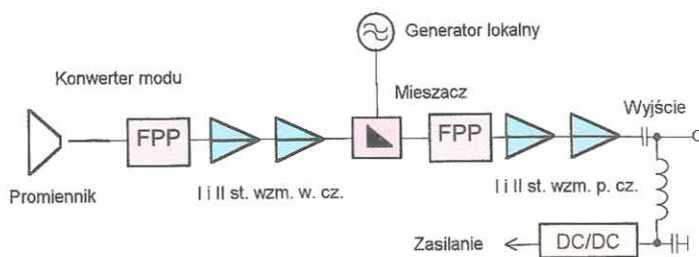 Generator lokalny
Konwerter modu
Mieszacz
Wyjście
FPP
FPP
Promiennik
I i II st. wzm. w. cz.
I i II st. wzm. p. cz.
Zasilanie
DC/DC